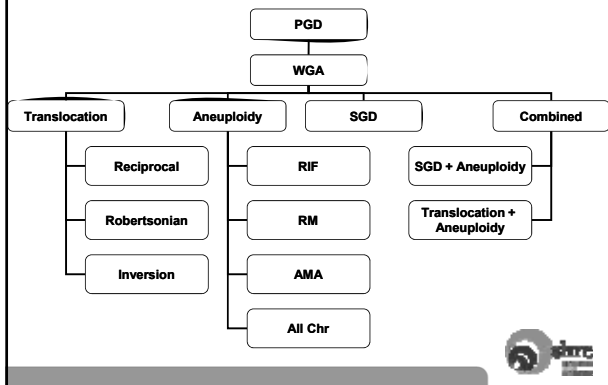 PGD
WGA
Translocation
Aneuploidy
SGD
Combined
Reciprocal
RIF
SGD + Aneuploidy
Robertsonian
RM
Translocation +
Aneuploidy
Inversion
AMA
All Chr